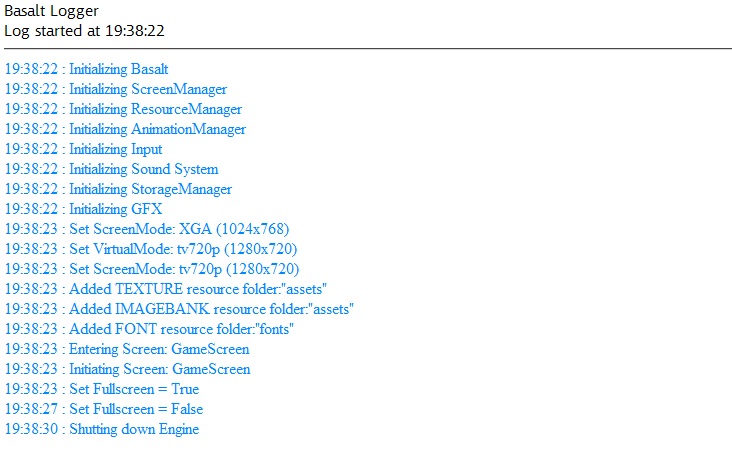 Basalt Logger
Log started at 19:38:22
19:38:22 : Initializing Basalt
19:38:22 : Initializing ScreenManager
19:38:22 : Initializing ResourceManager
19:38:22 : Initializing AnimationManager
19:38:22 : Initializing Input
19:38:22 : Initializing Sound System
19:38:22 : Initializing StorageManager
19:38:22 : Initializing GFX
19:38:23 : Set ScreenMode: XGA (1024x768)
19:38:23 : Set VirtualMode: tv720p (1280x720)
19:38:23 : Set ScreenMode: tv720p (1280x720)
19:38:23 : Added TEXTURE resource folder:"assets"
19:38:23 : Added IMAGEBANK resource folder:"assets"
19:38:23 : Added FONT resource folder:"fonts"
19:38:23 : Entering Screen: GameScreen
19:38:23 : Initiating Screen: GameScreen
19:38:23 : Set Fullscreen = True
19:38:27 : Set Fullscreen = False
19:38:30 : Shutting down Engine